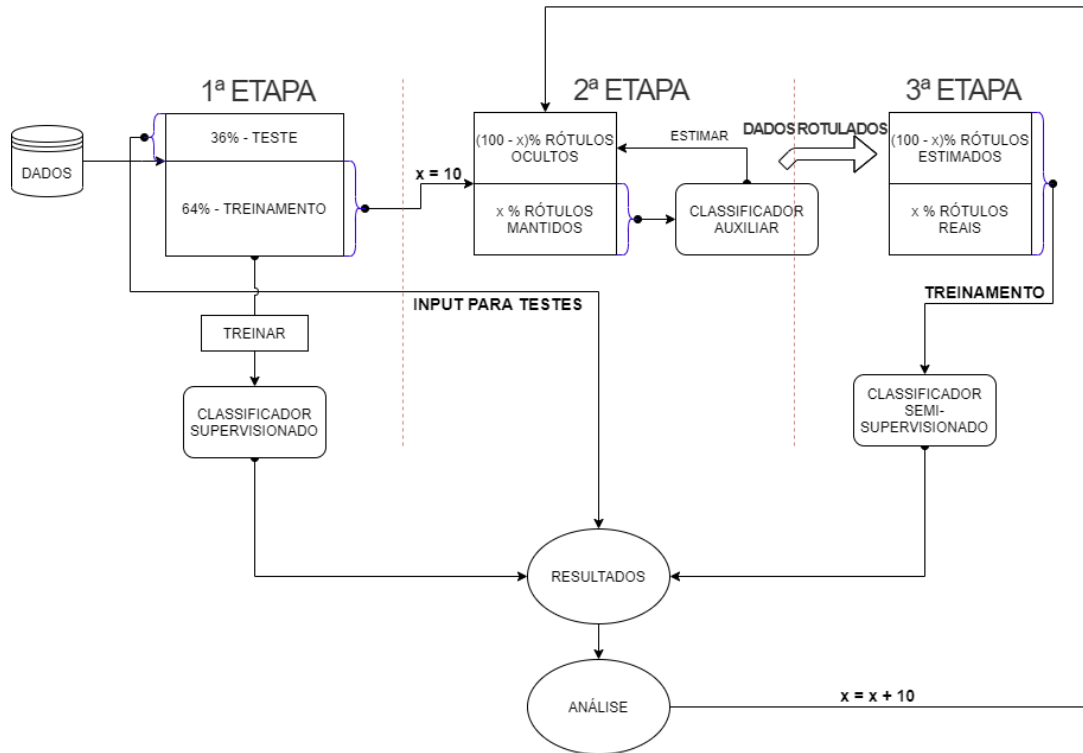 1ª ETAPA
2ª ETAPA
3ª ETAPA
DADOS
36% - TESTE
64% - TREINAMENTO
x = 10
(100 - x)% RÓTULOS
OCULTOS
x % RÓTULOS
MANTIDOS
ESTIMAR
CLASSIFICADOR
AUXILIAR
DADOS ROTULADOS
(100 - x)% RÓTULOS
ESTIMADOS
x % RÓTULOS
REAIS
INPUT PARA TESTES
TREINAMENTO
TREINAR
CLASSIFICADOR
SUPERVISIONADO
CLASSIFICADOR
SEMI-
SUPERVISIONADO
RESULTADOS
ANÁLISE
x = x + 10